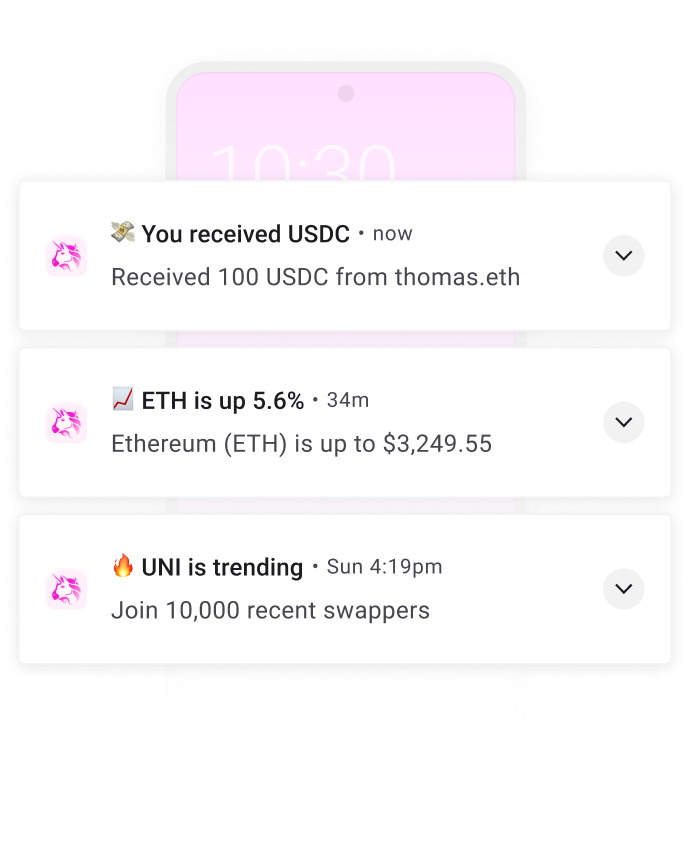 10:30
💸 You received USDC • now
Received 100 USDC from thomas.eth
📈 ETH is up 5.6% • 34m
Ethereum (ETH) is up to $3,249.55
🔥 UNI is trending • Sun 4:19pm
Join 10,000 recent swappers